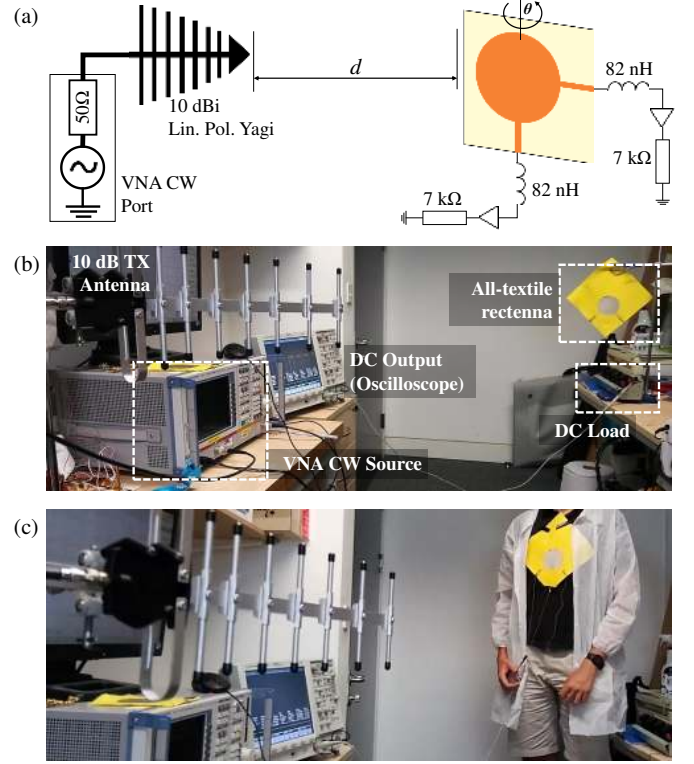 (a)
θ
d
82 nH
10 dBi
Lin. Pol. Yagi
50Ω
7 kΩ
VNA CW
Port
7 kΩ
82 nH
(b)
10 dB TX
Antenna
All-textile
rectenna
DC Output
(Oscilloscope)
DC Load
VNA CW Source
(c)